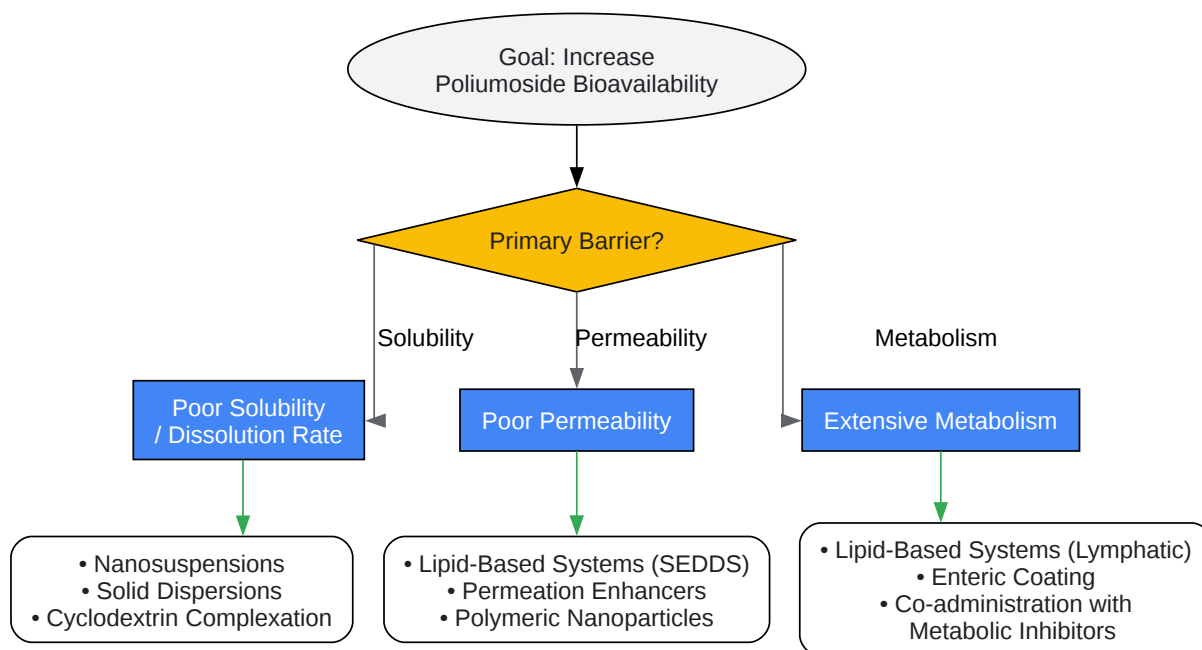 Goal: Increase
Poliumoside Bioavailability
Primary Barrier?
Solubility
Permeability
Metabolism
Poor Solubility
/ Dissolution Rate
Poor Permeability
Extensive Metabolism
• Nanosuspensions
• Solid Dispersions
• Cyclodextrin Complexation
• Lipid-Based Systems (SEDDS)
• Permeation Enhancers
• Polymeric Nanoparticles
• Lipid-Based Systems (Lymphatic)
• Enteric Coating
• Co-administration with
Metabolic Inhibitors